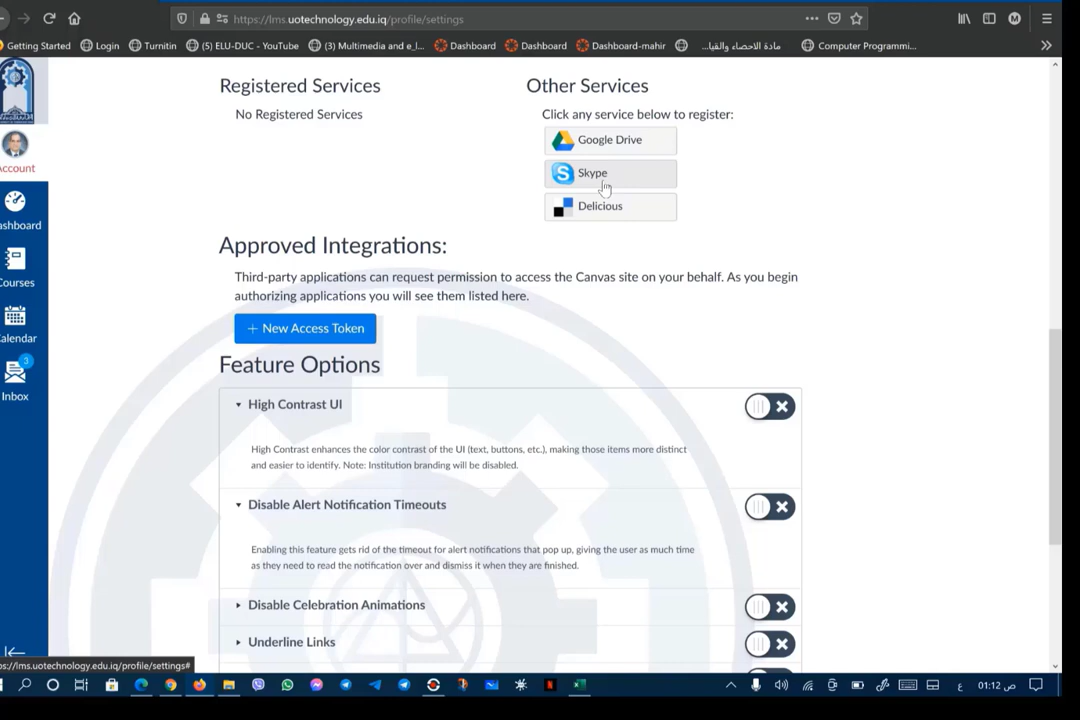 https://lms.uotechnology.edu.iq/profile/settings
Getting Started
Login
Turnitin
(5) ELU-DUC - YouTube
(3) Multimedia and e_l...
Dashboard
Dashboard
Dashboard-mahir
مادة الاحصاء والقيا...
Computer Programmi...
Registered Services
Other Services
No Registered Services
Click any service below to register:
Google Drive
Skype
Delicious
Account
ashboard
Courses
Calendar
3
Inbox
Approved Integrations:
Third-party applications can request permission to access the Canvas site on your behalf. As you begin
authorizing applications you will see them listed here.
+ New Access Token
Feature Options
High Contrast UI
High Contrast enhances the color contrast of the UI (text, buttons, etc.), making those items more distinct
and easier to identify. Note: Institution branding will be disabled.
Disable Alert Notification Timeouts
Enabling this feature gets rid of the timeout for alert notifications that pop up, giving the user as much time
as they need to read the notification over and dismiss it when they are finished.
Disable Celebration Animations
Underline Links
ps://lms.uotechnology.edu.iq/profile/settings#
ع
01:12 ص